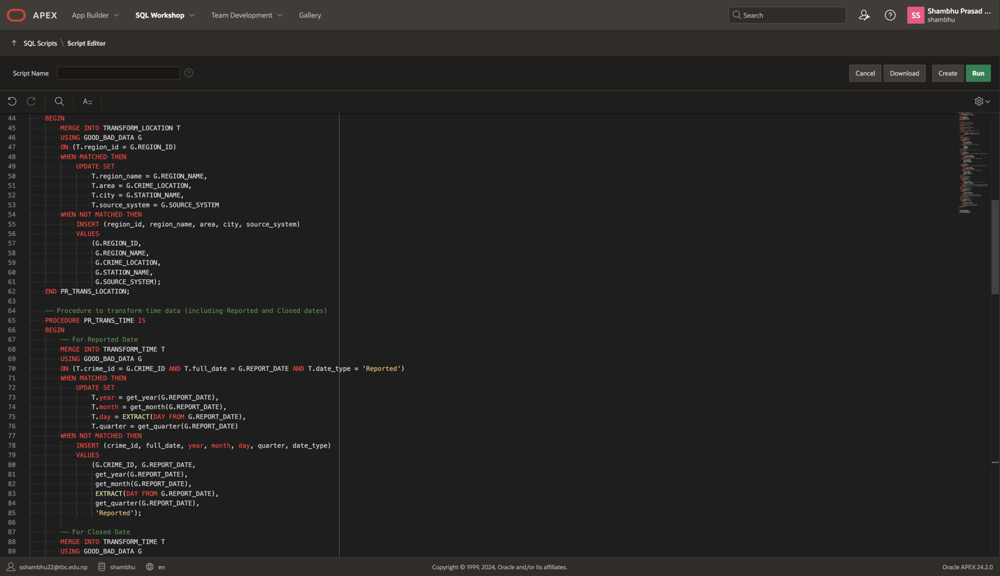 APEX App Builder SQL Workshop Team Development Gallery Search SS Shambhu Prasad ...
shambhu
SQL Scripts \ Script Editor
Script Name Cancel Download Create Run
44 BEGIN
45 MERGE INTO TRANSFORM_LOCATION T
46 USING GOOD_BAD_DATA G
47 ON (T.region_id = G.REGION_ID)
48 WHEN MATCHED THEN
49 UPDATE SET
50 T.region_name = G.REGION_NAME,
51 T.area = G.CRIME_LOCATION,
52 T.city = G.STATION_NAME,
53 T.source_system = G.SOURCE_SYSTEM
54 WHEN NOT MATCHED THEN
55 INSERT (region_id, region_name, area, city, source_system)
56 VALUES
57 (G.REGION_ID,
58 G.REGION_NAME,
59 G.CRIME_LOCATION,
60 G.STATION_NAME,
61 G.SOURCE_SYSTEM);
62 END PR_TRANS_LOCATION;
63
64 -- Procedure to transform time data (including Reported and Closed dates)
65 PROCEDURE PR_TRANS_TIME IS
66 BEGIN
67 -- For Reported Date
68 MERGE INTO TRANSFORM_TIME T
69 USING GOOD_BAD_DATA G
70 ON (T.crime_id = G.CRIME_ID AND T.full_date = G.REPORT_DATE AND T.date_type = 'Reported')
71 WHEN MATCHED THEN
72 UPDATE SET
73 T.year = get_year(G.REPORT_DATE),
74 T.month = get_month(G.REPORT_DATE),
75 T.day = EXTRACT(DAY FROM G.REPORT_DATE),
76 T.quarter = get_quarter(G.REPORT_DATE)
77 WHEN NOT MATCHED THEN
78 INSERT (crime_id, full_date, year, month, day, quarter, date_type)
79 VALUES
80 (G.CRIME_ID, G.REPORT_DATE,
81 get_year(G.REPORT_DATE),
82 get_month(G.REPORT_DATE),
83 EXTRACT(DAY FROM G.REPORT_DATE),
84 get_quarter(G.REPORT_DATE),
85 'Reported');
86
87 -- For Closed Date
88 MERGE INTO TRANSFORM_TIME T
89 USING GOOD_BAD_DATA G
sshambhu22@tbc.edu.np shambhu en Copyright © 1999, 2024, Oracle and/or its affiliates. Oracle APEX 24.2.0